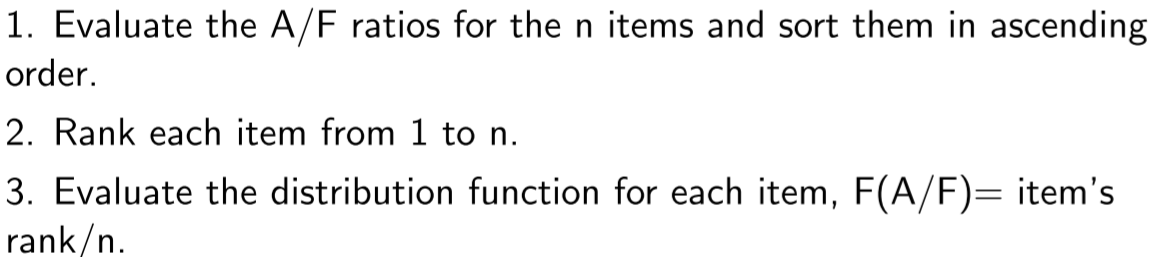 1. Evaluate the A/F ratios for the n items and sort them in ascending
order.
2. Rank each item from 1 to n.
3. Evaluate the distribution function for each item, F(A/F)= item's
rank/n.